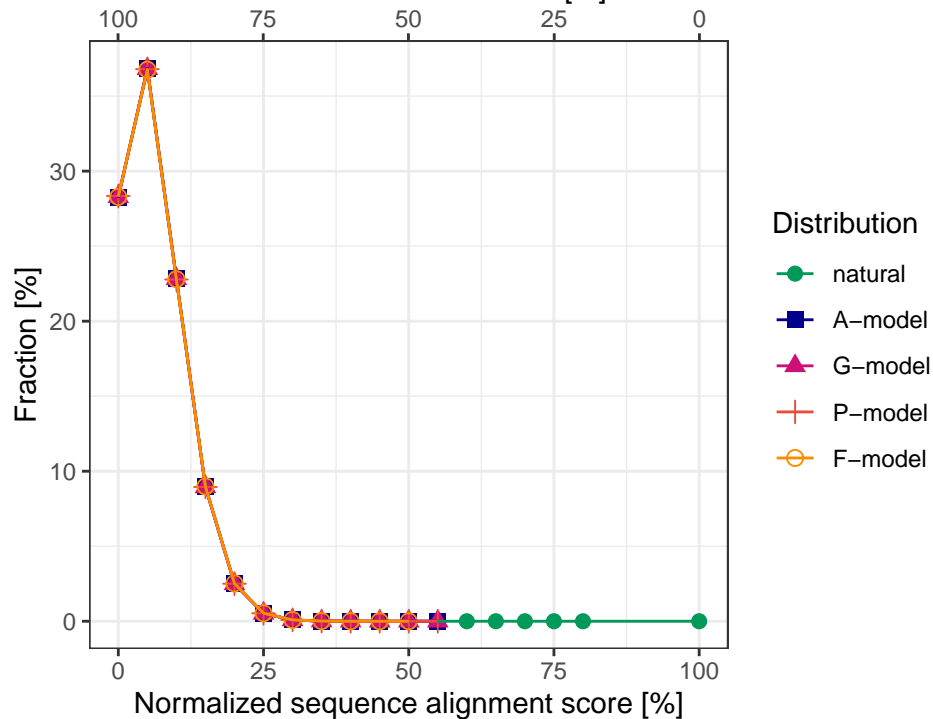 100 75 50 25 0
30
20
10
0
Fraction [%]
0 25 50 75 100
Normalized sequence alignment score [%]
Distribution
natural
A−model
G−model
P−model
F−model